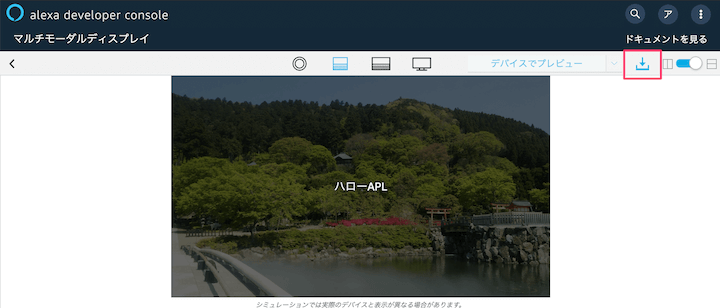 alexa developer console
ア
マルチモーダルディスプレイ
ドキュメントを見る
デバイスでプレビュー
ハローAPL
シミュレーションでは実際のデバイスと表示が異なる場合があります。